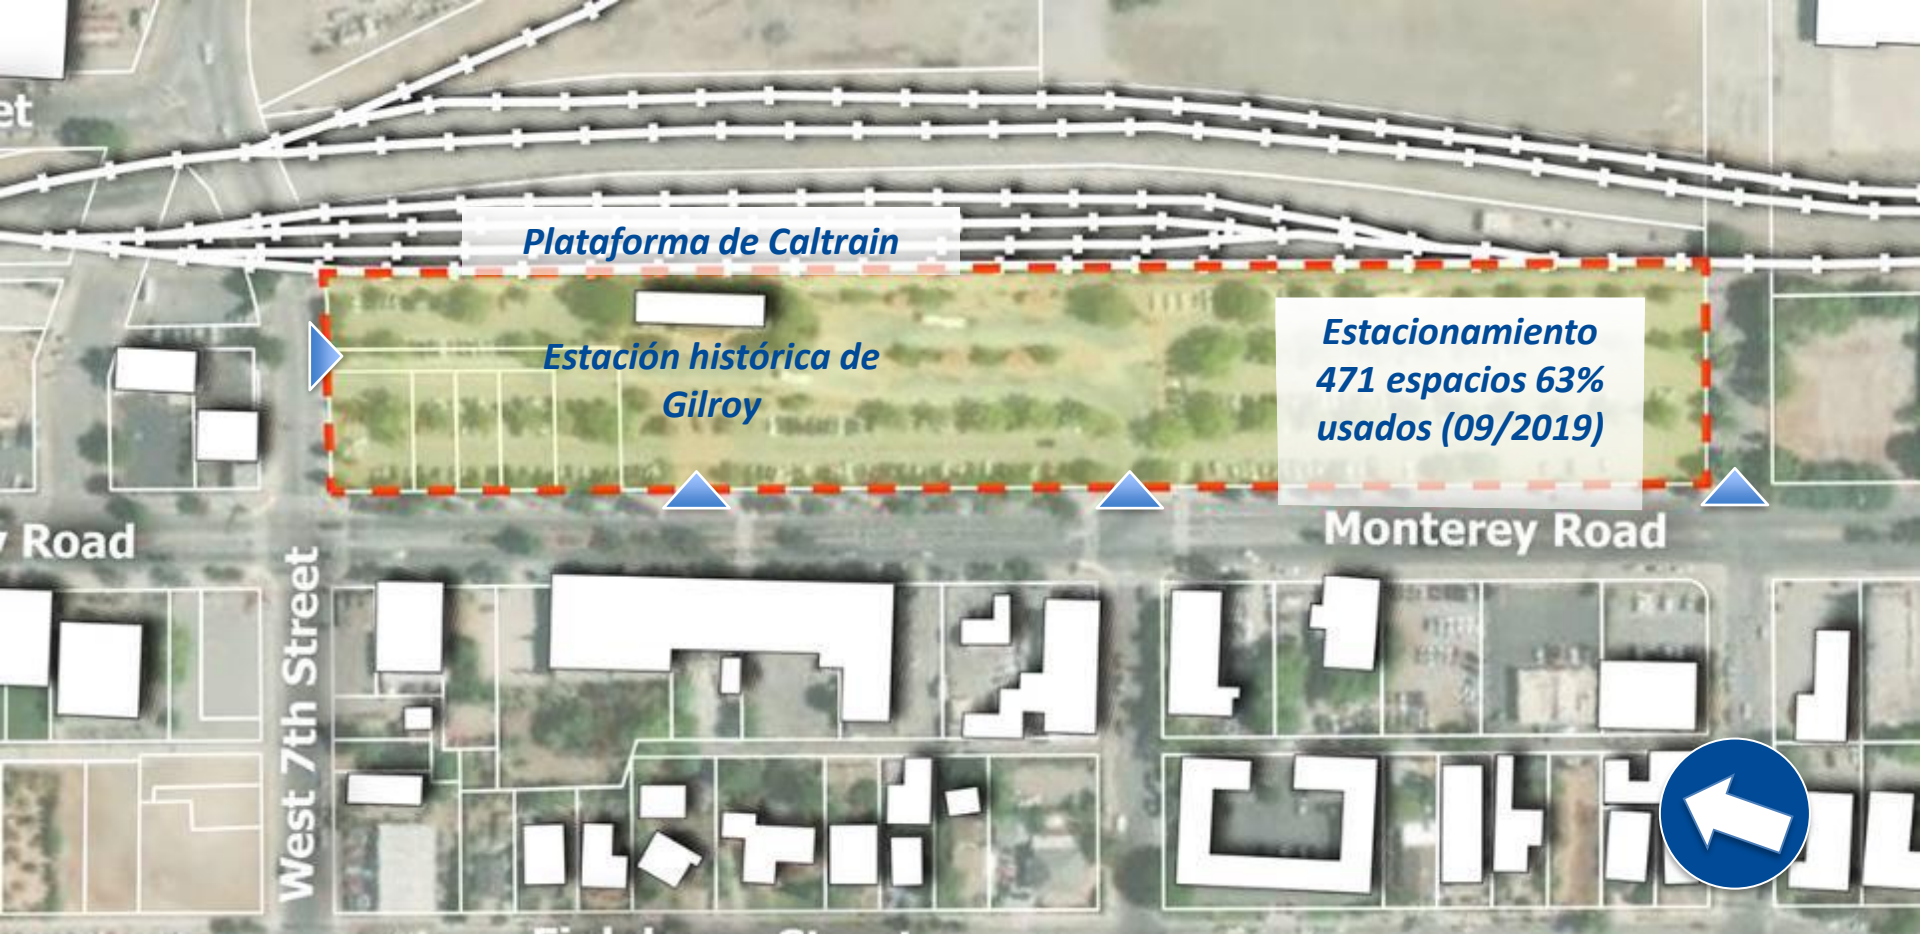 et
Plataforma de Caltrain
Estación histórica de
Gilroy
Estacionamiento
471 espacios 63%
usados (09/2019)
Road
Monterey Road
West 7th Street